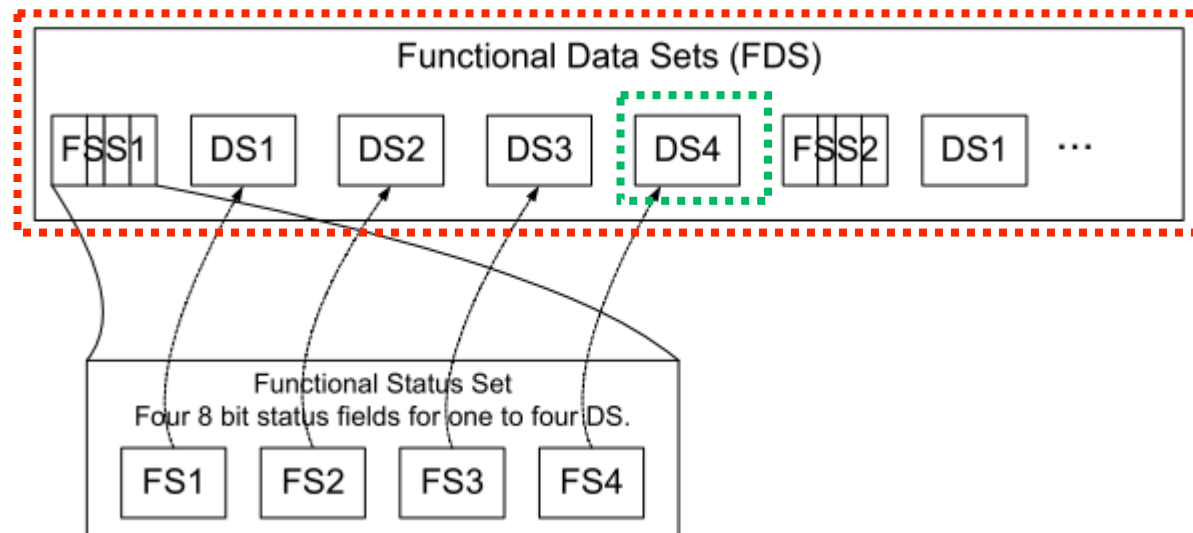 Functional Data Sets (FDS)
FSS1 DS1 DS2 DS3 DS4 FSS2 DS1 ...
Functional Status Set
Four 8 bit status fields for one to four DS.
FS1 FS2 FS3 FS4